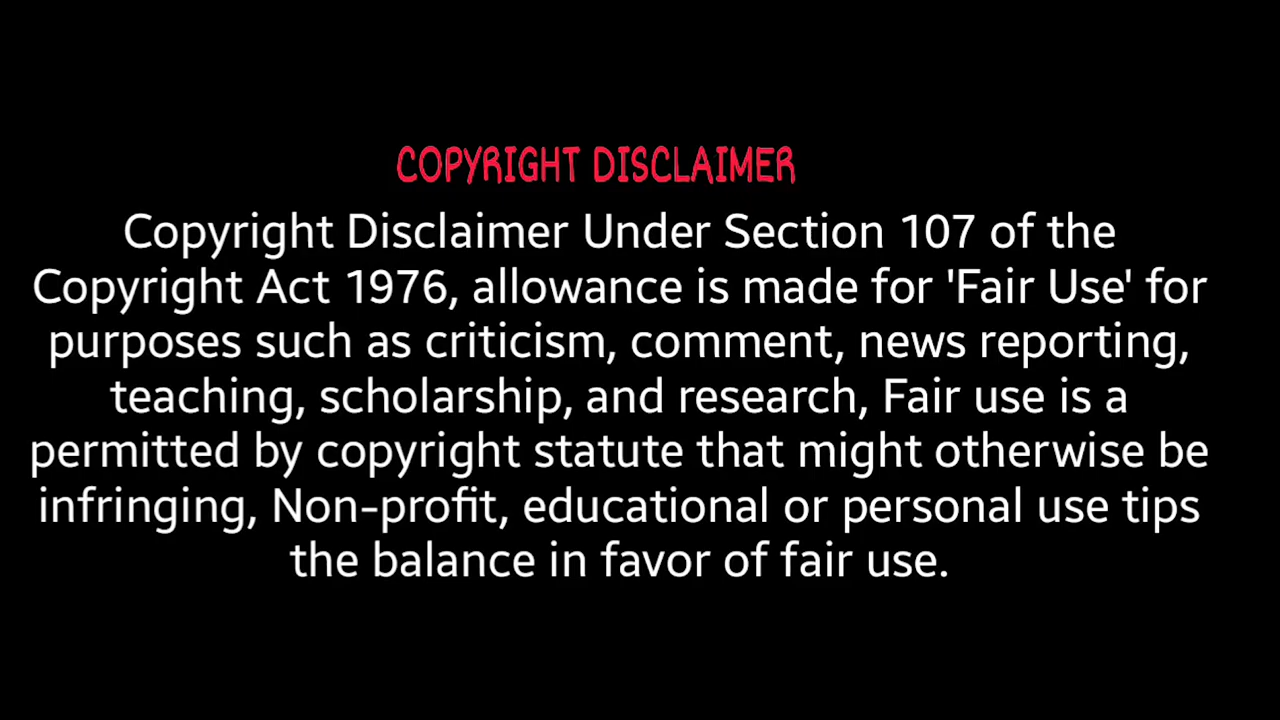 COPYRIGHT DISCLAIMER
Copyright Disclaimer Under Section 107 of the
Copyright Act 1976, allowance is made for 'Fair Use' for
purposes such as criticism, comment, news reporting,
teaching, scholarship, and research, Fair use is a
permitted by copyright statute that might otherwise be
infringing, Non-profit, educational or personal use tips
the balance in favor of fair use.